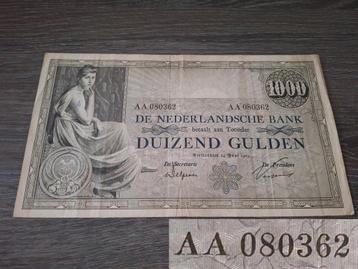 1000
AA 080362 AA 080362
DE NEDERLANDSCHE BANK
betaalt aan Toonder
DUIZEND GULDEN
De Secretaris De President
AA 080362